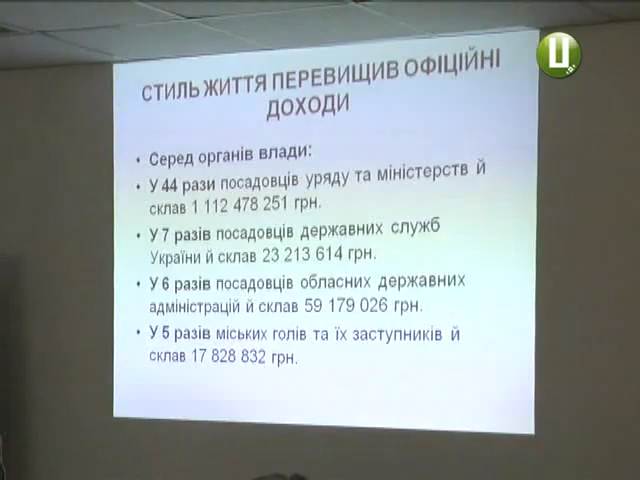 СТИЛЬ ЖИТТЯ ПЕРЕВИЩИВ ОФІЦІЙНІ
ДОХОДИ
• Серед органів влади:
• У 44 рази посадовців уряду та міністерств й
склав 1 112 478 251 грн.
• У 7 разів посадовців державних служб
України й склав 23 213 614 грн.
• У 6 разів посадовців обласних державних
адміністрацій й склав 59 179 026 грн.
• У 5 разів міських голів та їх заступників й
склав 17 828 832 грн.
Ц